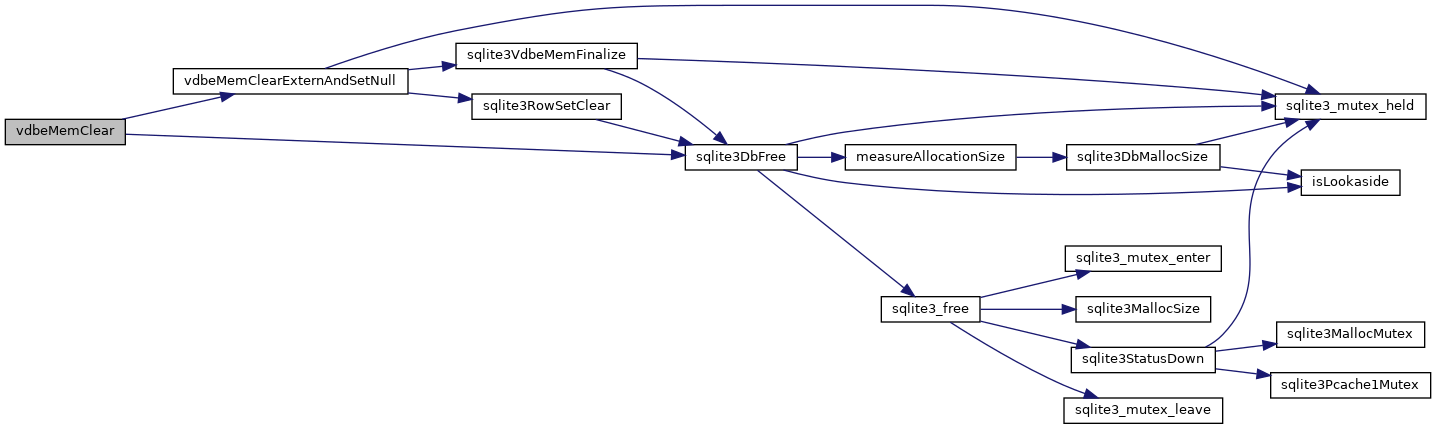 vdbeMemClear
vdbeMemClearExternAndSetNull
sqlite3VdbeMemFinalize
sqlite3RowSetClear
sqlite3DbFree
measureAllocationSize
sqlite3DbMallocSize
sqlite3_mutex_held
isLookaside
sqlite3_free
sqlite3_mutex_enter
sqlite3MallocSize
sqlite3StatusDown
sqlite3_mutex_leave
sqlite3MallocMutex
sqlite3Pcache1Mutex